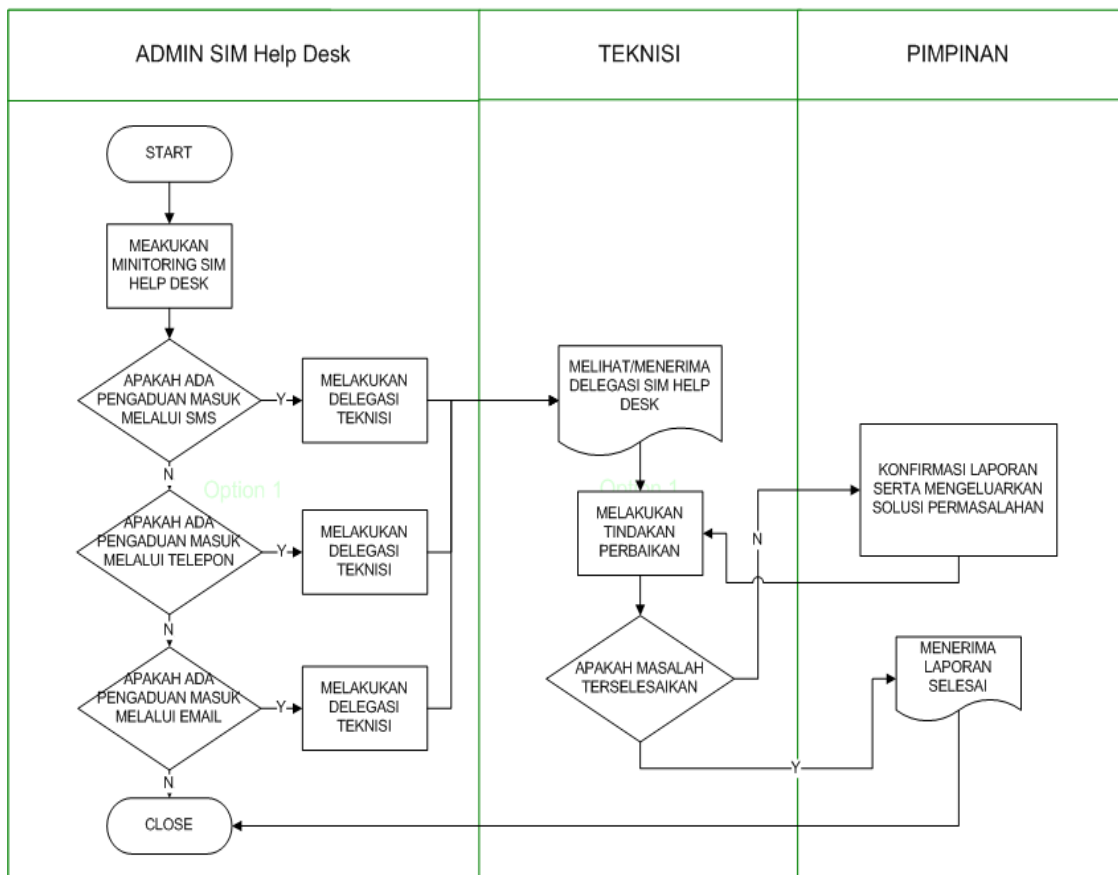 ADMIN SIM Help Desk
TEKNISI
PIMPINAN
START
MEAKUKAN
MINITORING SIM
HELP DESK
APAKAH ADA
PENGADUAN MASUK
MELALUI SMS
Y
MELAKUKAN
DELEGASI
TEKNISI
MELIHAT/MENERIMA
DELEGASI SIM HELP
DESK
N
Option 1
Option 1
APAKAH ADA
PENGADUAN MASUK
MELALUI TELEPON
Y
MELAKUKAN
DELEGASI
TEKNISI
MELAKUKAN
TINDAKAN
PERBAIKAN
N
KONFIRMASI LAPORAN
SERTA MENGELUARKAN
SOLUSI PERMASALAHAN
N
APAKAH ADA
PENGADUAN MASUK
MELALUI EMAIL
Y
MELAKUKAN
DELEGASI
TEKNISI
APAKAH MASALAH
TERSELESAIKAN
MENERIMA
LAPORAN
SELESAI
Y
N
CLOSE